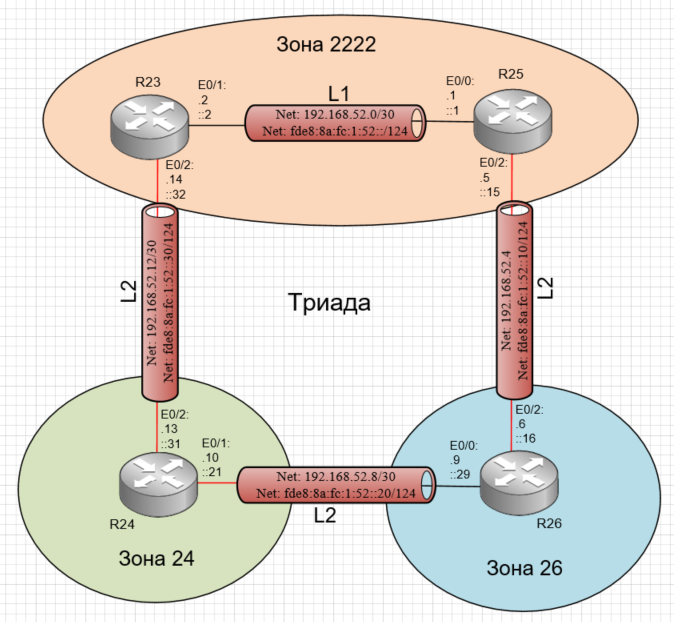 Зона 2222
R23
E0/1:
.2
::2
L1
Net: 192.168.52.0/30
Net: fde8:8a:fc:1:52::/124
E0/0:
.1
::1
R25
E0/2:
.14
::32
E0/2:
.5
::15
L2
Net: 192.168.52.12/30
Net: fde8:8a:fc:1:52::30/124
Триада
Net: 192.168.52.4
Net: fde8:8a:fc:1:52::10/124
L2
E0/2:
.13
::31
E0/2:
.6
::16
E0/1:
.10
::21
Net: 192.168.52.8/30
Net: fde8:8a:fc:1:52::20/124
L2
E0/0:
.9
::29
R24
R26
Зона 24
Зона 26